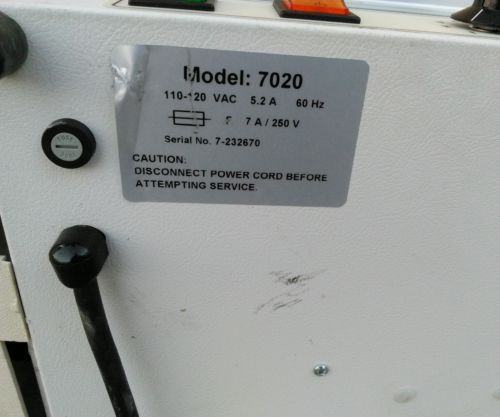 Model: 7020
110-120 VAC 5.2 A 60 Hz
F 7 A / 250 V
Serial No. 7-232670
CAUTION:
DISCONNECT POWER CORD BEFORE
ATTEMPTING SERVICE.
FUSE